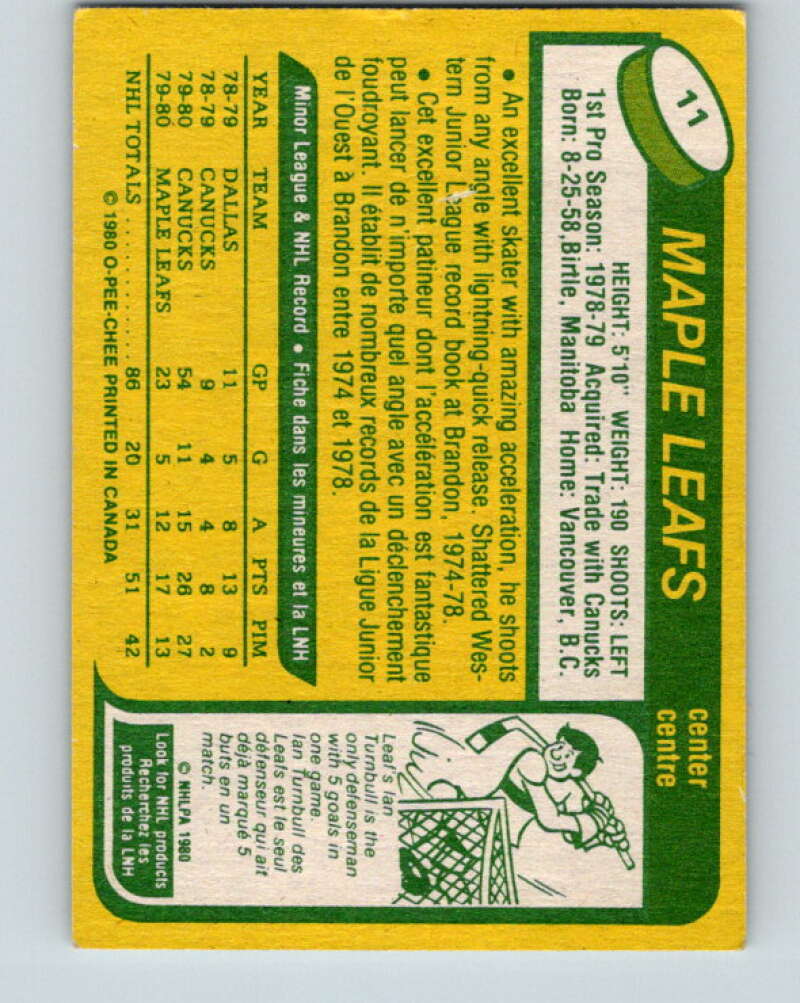 11
MAPLE LEAFS
center
centre
HEIGHT: 5'10" WEIGHT: 190 SHOOTS: LEFT
1st Pro Season: 1978-79 Acquired: Trade with Canucks
Born: 8-25-58, Birtle, Manitoba Home: Vancouver, B.C.
• An excellent skater with amazing acceleration, he shoots
from any angle with lightning-quick release. Shattered Wes-
tern Junior League record book at Brandon, 1974-78.
• Cet excellent patineur dont l'accélération est fantastique
peut lancer de n'importe quel angle avec un déclenchement
foudroyant. Il établit de nombreux records de la Ligue Junior
de l'Ouest à Brandon entre 1974 et 1978.
Minor League & NHL Record • Fiche dans les mineures et la LNH
YEAR TEAM GP G A PTS PIM
78-79 DALLAS 11 5 8 13 9
78-79 CANUCKS 9 4 4 8 2
79-80 CANUCKS 54 11 15 26 27
79-80 MAPLE LEAFS 23 5 12 17 13
NHL TOTALS .......... 86 20 31 51 42
© 1980 O-PEE-CHEE PRINTED IN CANADA
Leaf's Ian
Turnbull is the
only defenseman
with 5 goals in
one game.
Ian Turnbull des
Leafs est le seul
défenseur qui ait
déjà marqué 5
buts en un
match.
© NHLPA 1980
Look for NHL products
Recherchez les
produits de la LNH